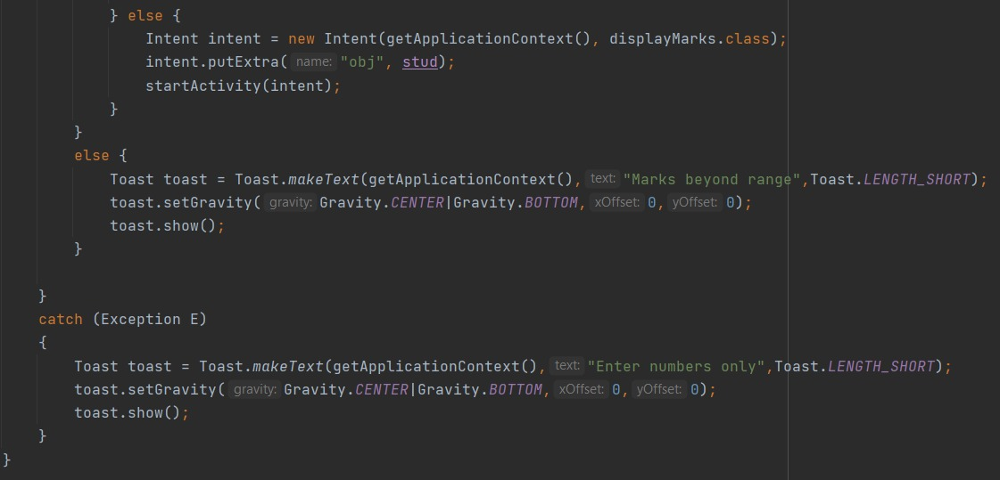 } else {
Intent intent = new Intent(getApplicationContext(), displayMarks.class);
intent.putExtra( name: "obj", stud);
startActivity(intent);
}
}
else {
Toast toast = Toast.makeText(getApplicationContext(), text: "Marks beyond range",Toast.LENGTH_SHORT);
toast.setGravity( gravity: Gravity.CENTER|Gravity.BOTTOM, xOffset: 0, yOffset: 0);
toast.show();
}
}
catch (Exception E)
{
Toast toast = Toast.makeText(getApplicationContext(), text: "Enter numbers only",Toast.LENGTH_SHORT);
toast.setGravity( gravity: Gravity.CENTER|Gravity.BOTTOM, xOffset: 0, yOffset: 0);
toast.show();
}
}